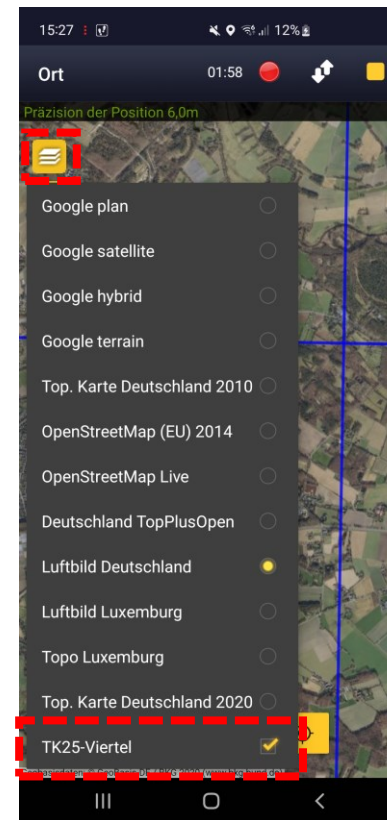 15:27
12%
Ort
01:58
Präzision der Position 6,0m
Google plan
Google satellite
Google hybrid
Google terrain
Top. Karte Deutschland 2010
OpenStreetMap (EU) 2014
OpenStreetMap Live
Deutschland TopPlusOpen
Luftbild Deutschland
Luftbild Luxemburg
Topo Luxemburg
Top. Karte Deutschland 2020
TK25-Viertel